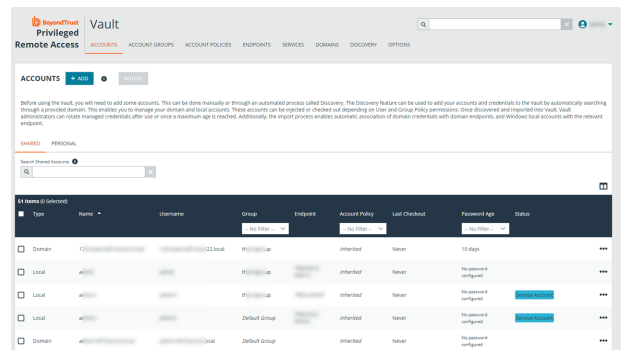 BeyondTrust
Privileged
Remote Access
Vault
ACCOUNTS ACCOUNT GROUPS ACCOUNT POLICIES ENDPOINTS SERVICES DOMAINS DISCOVERY OPTIONS
ACCOUNTS + ADD ROTATE
Before using the Vault, you will need to add some accounts. This can be done manually or through an automated process called Discovery. The Discovery feature can be used to add your accounts and credentials to the Vault by automatically searching
through a provided domain. This enables you to manage your domain and local accounts. These accounts can be injected or checked out depending on User and Group Policy permissions. Once discovered and imported into Vault, Vault
administrators can rotate managed credentials after use or once a maximum age is reached. Additionally, the import process enables automatic association of domain credentials with domain endpoints, and Windows local accounts with the relevant
endpoint.
SHARED PERSONAL
Search Shared Accounts
51 Items (0 Selected)
Type Name Username Group Endpoint Account Policy Last Checkout Password Age Status
-- No Filter -- -- No Filter -- -- No Filter --
Domain 22.local up Inherited Never 10 days
Local up Inherited Never No password
configured
Local up Inherited Never No password
configured Service Account
Local Default Group Inherited Never No password
configured Service Account
Domain Default Group Inherited Never No password
configured